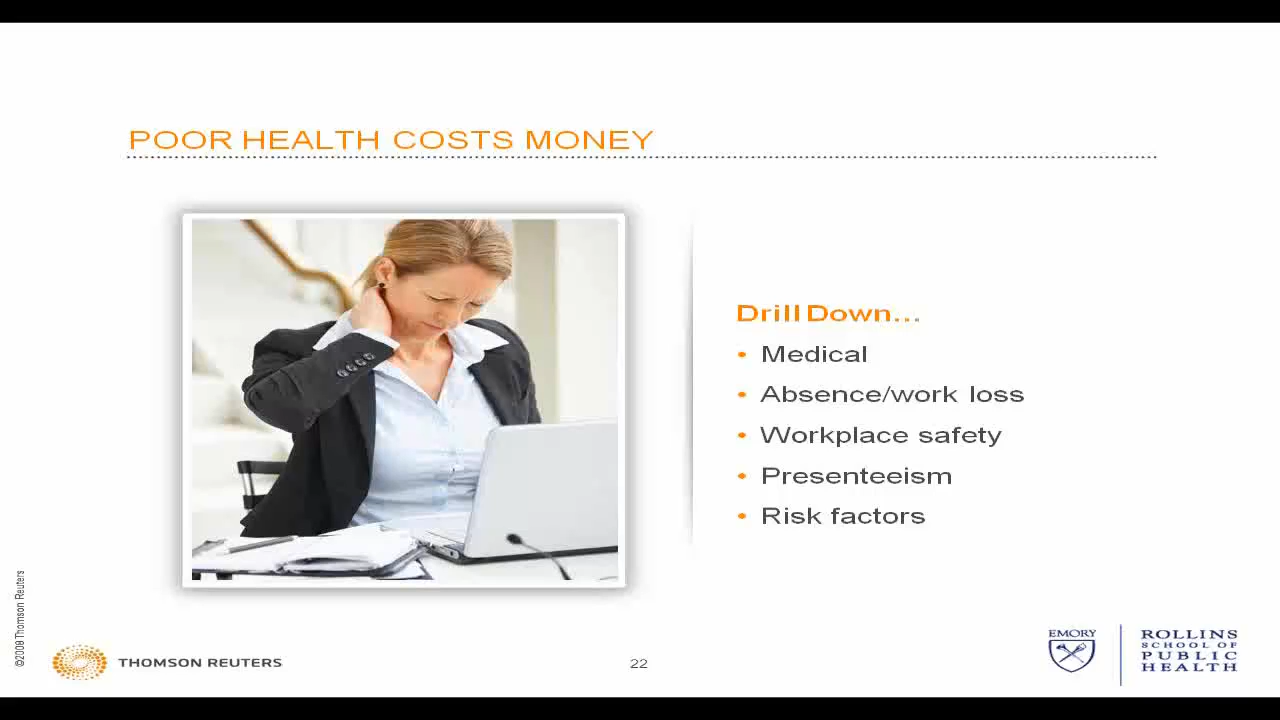 POOR HEALTH COSTS MONEY
Drill Down...
• Medical
• Absence/work loss
• Workplace safety
• Presenteeism
• Risk factors
©2009 Thomson Reuters
THOMSON REUTERS
22
EMORY
ROLLINS
SCHOOL OF
PUBLIC
HEALTH